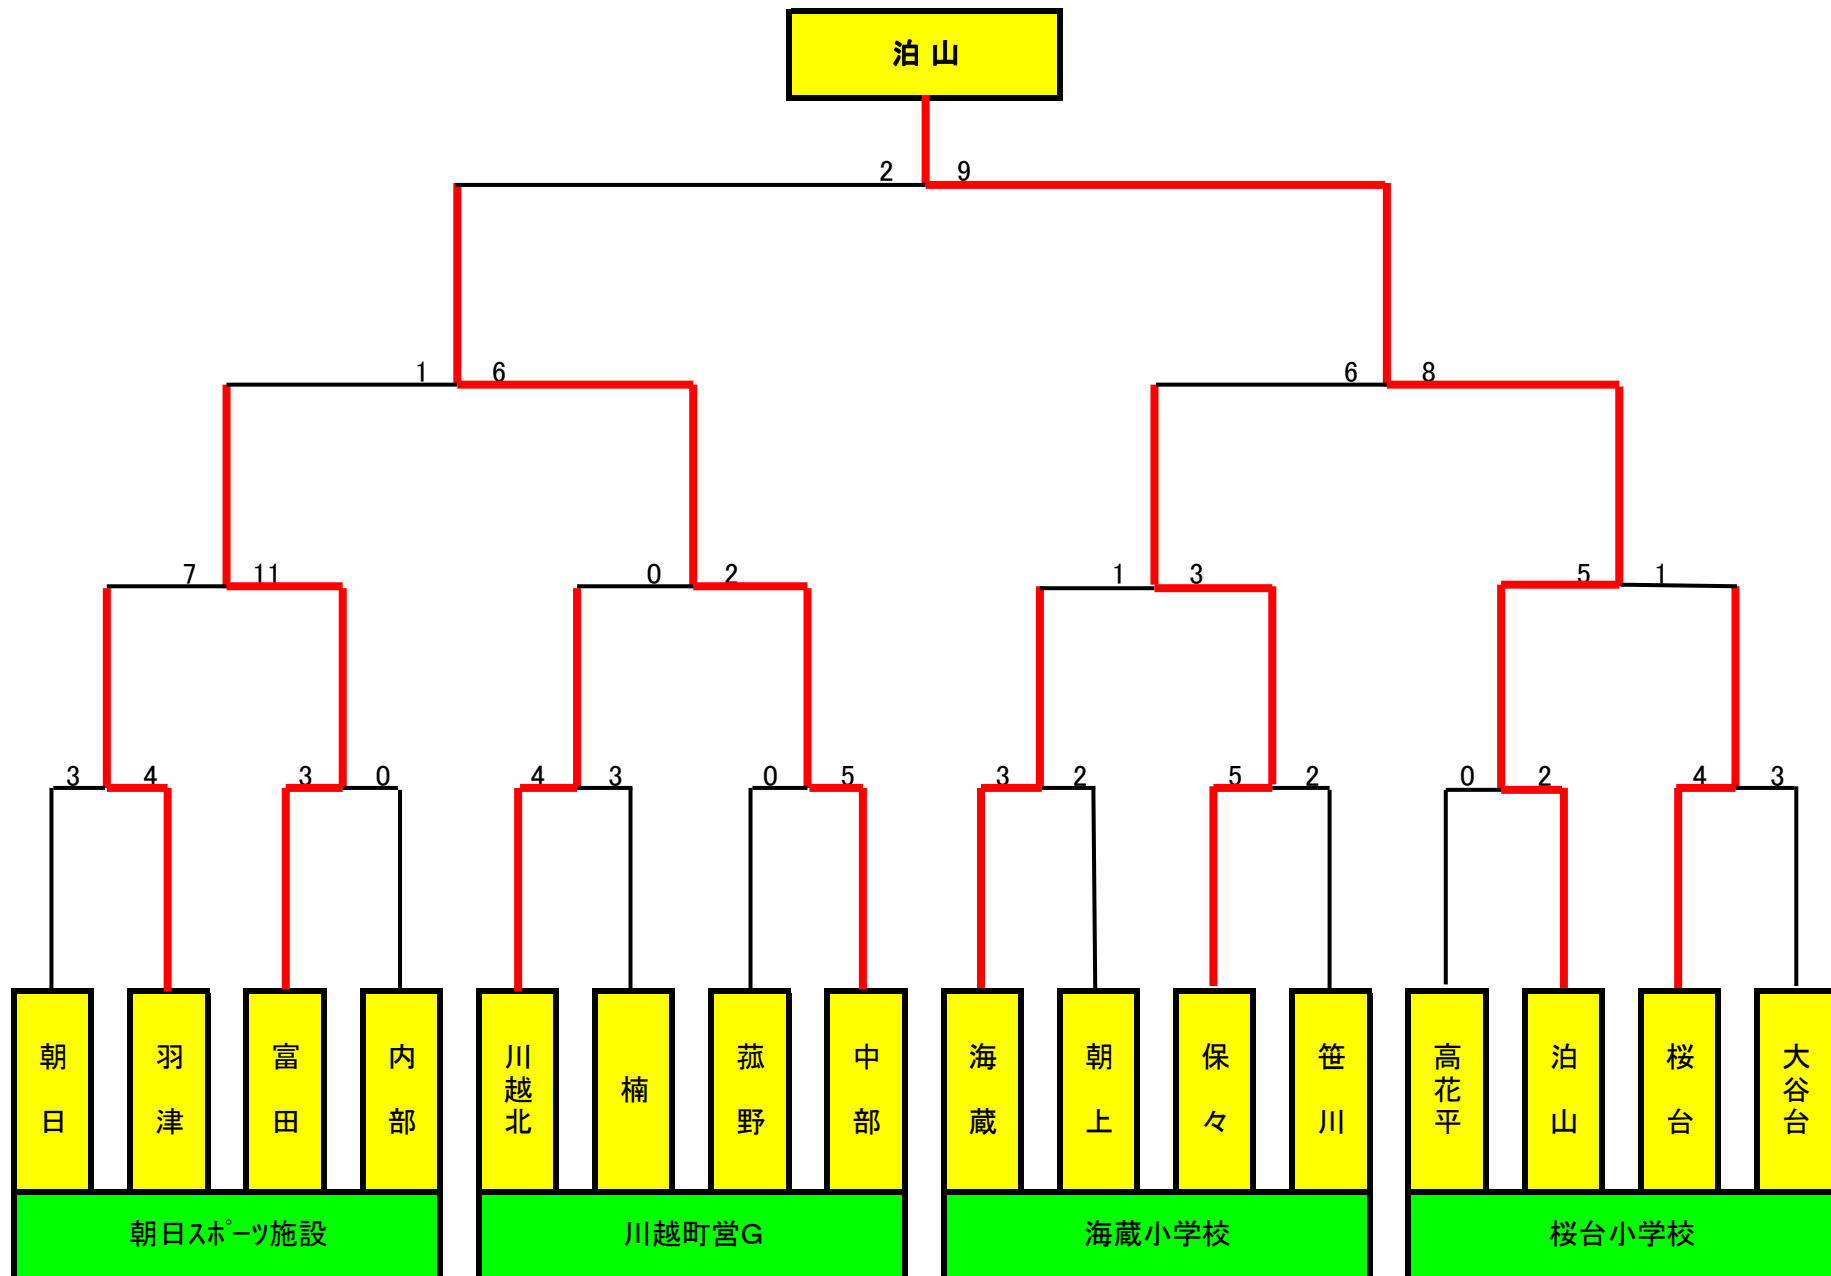 泊山
2 9
1 6 6 8
7 11 0 2 1 3 5 1
3 4 3 0 4 3 0 5 3 2 5 2 0 2 4 3
朝日 羽津 富田 内部 川越北 楠 菰野 中部 海蔵 朝上 保々 笹川 高花平 泊山 桜台 大谷台
朝日スポーツ施設 川越町営G 海蔵小学校 桜台小学校